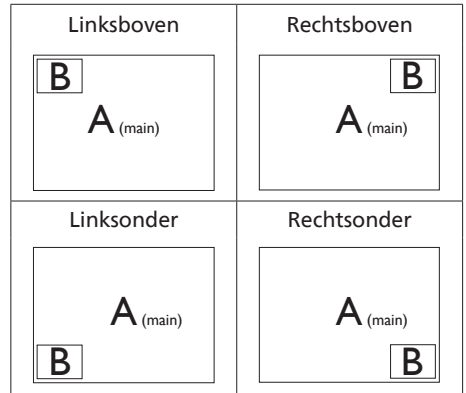 Linksboven
Rechtsboven
B
A (main)
B
A (main)
Linksonder
Rechtsonder
A (main)
B
A (main)
B